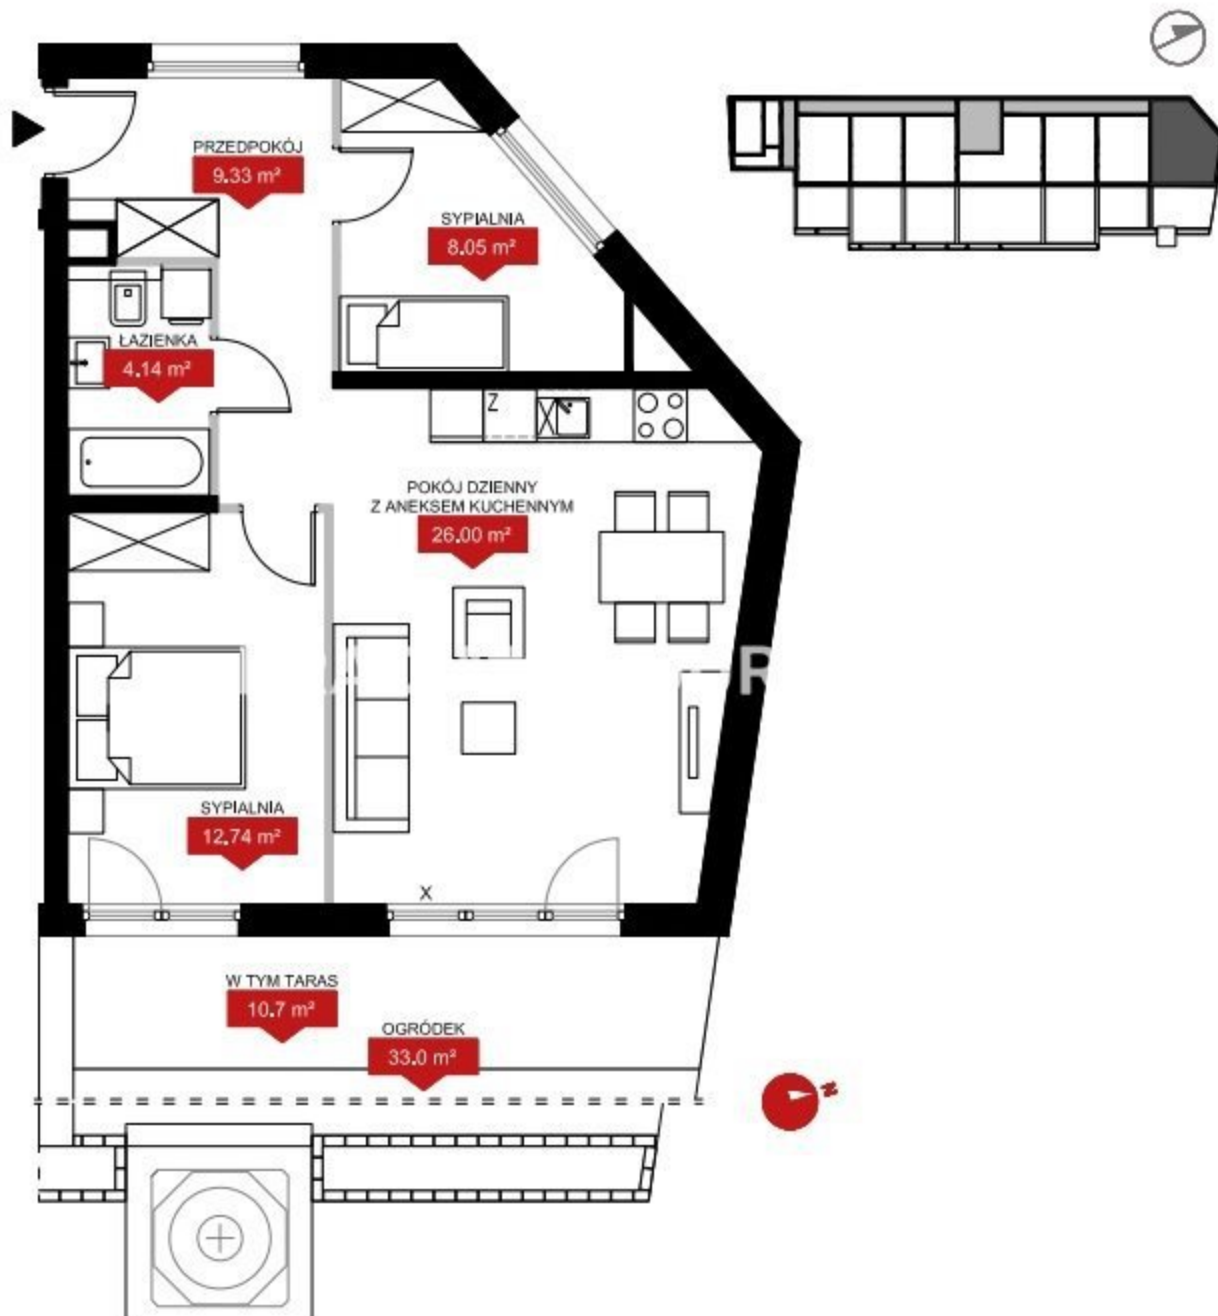 PRZEDPOKÓJ
9.33 m²
SYPIALNIA
8.05 m²
ŁAZIENKA
4.14 m²
Z
POKÓJ DZIENNY
Z ANEKSEM KUCHENNYM
26.00 m²
SYPIALNIA
12.74 m²
X
W TYM TARAS
10.7 m²
OGRÓDEK
33.0 m²
N